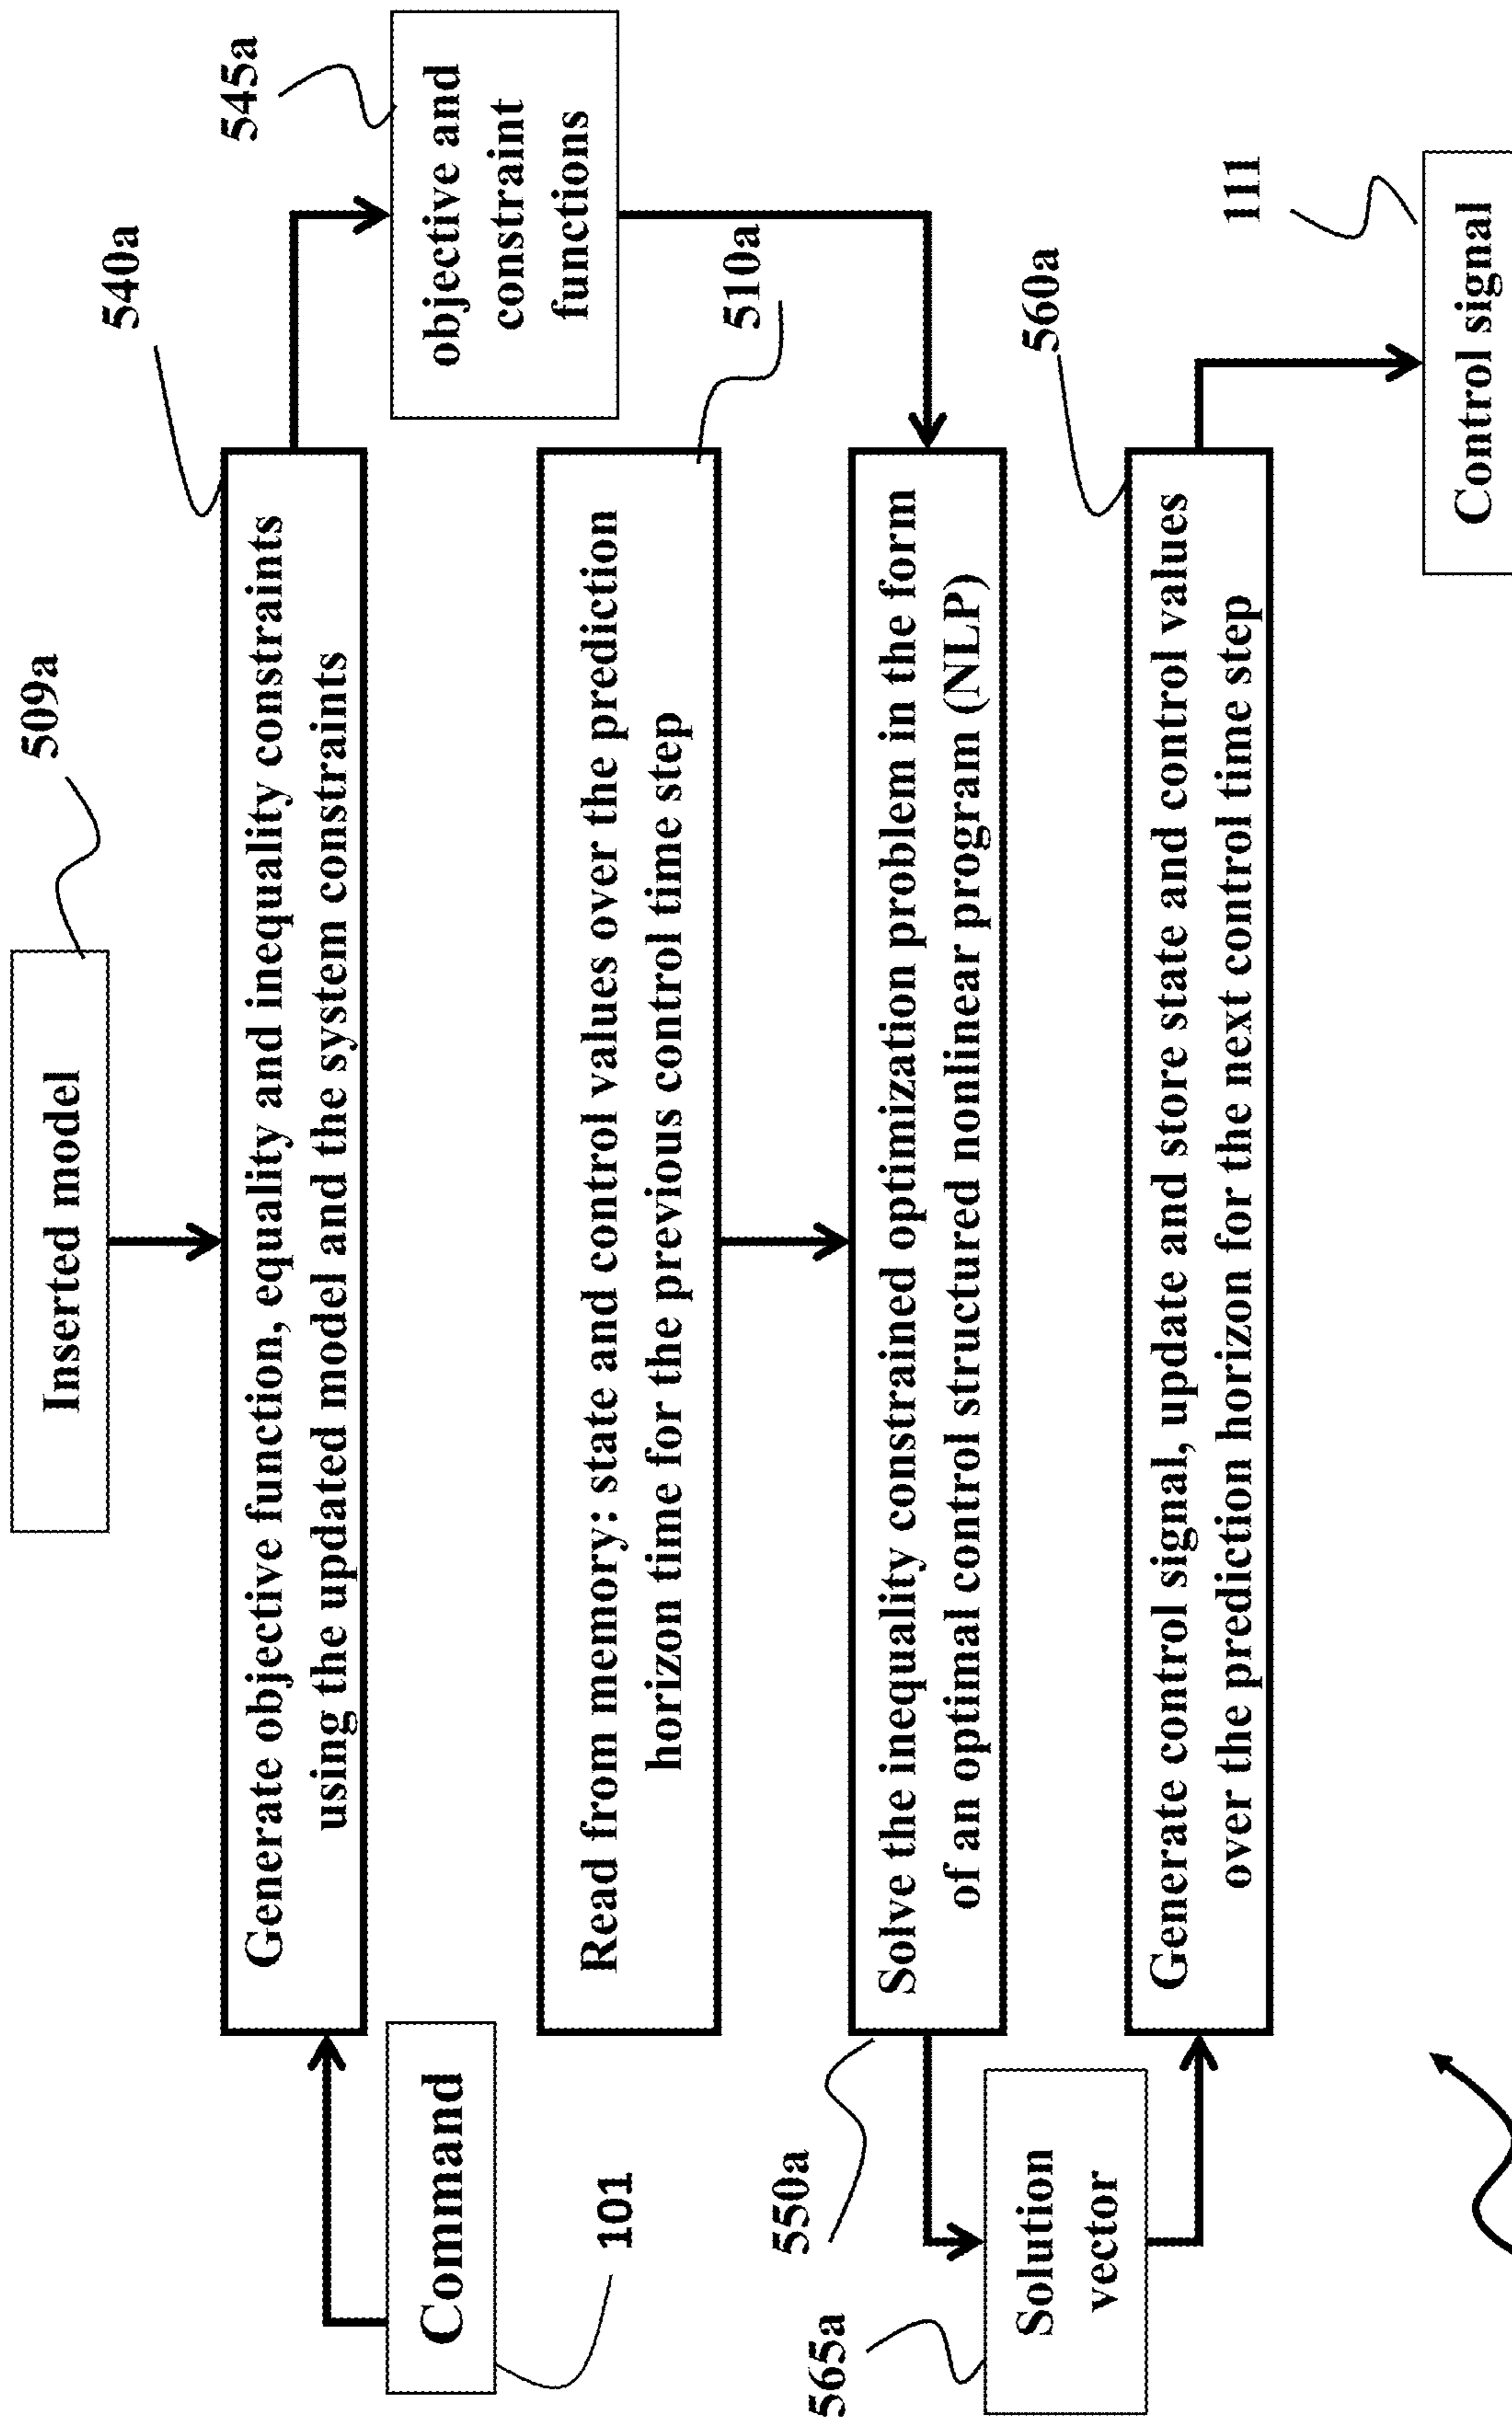 Inserted model
509a
540a
Generate objective function, equality and inequality constraints
using the updated model and the system constraints
Command
101
545a
objective and
constraint
functions
Read from memory: state and control values over the prediction
horizon time for the previous control time step
510a
Solve the inequality constrained optimization problem in the form
of an optimal control structured nonlinear program (NLP)
550a
565a
Solution
vector
560a
Generate control signal, update and store state and control values
over the prediction horizon for the next control time step
111
Control signal